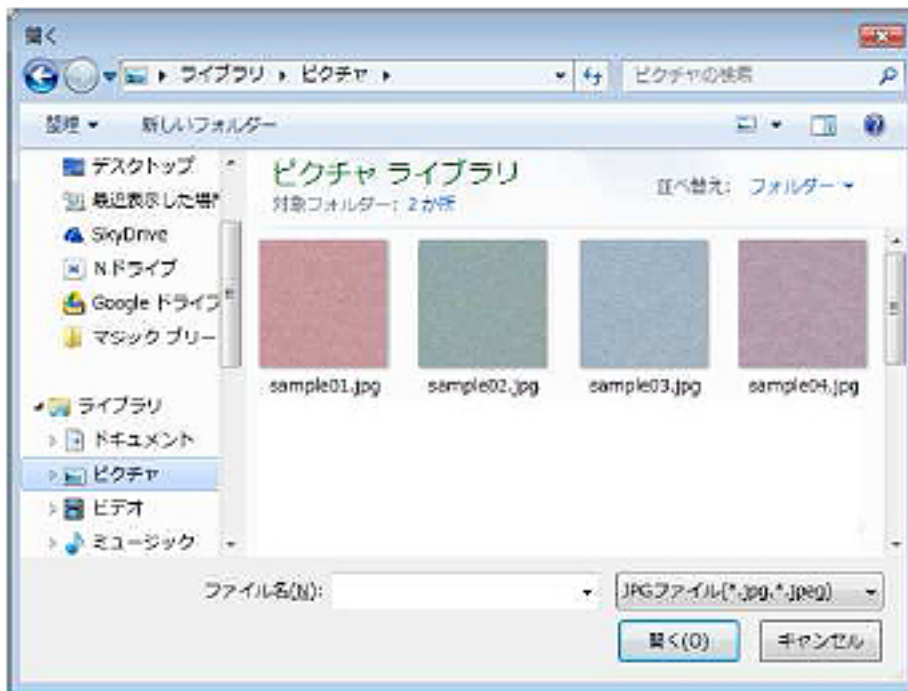 開く
ライブラリ ピクチャ
ピクチャの検索
整理 新しいフォルダー
デスクトップ
最近表示した場所
SkyDrive
N ドライブ
Google ドライブ
マジック ブリー
ライブラリ
ドキュメント
ピクチャ
ビデオ
ミュージック
ピクチャ ライブラリ
対象フォルダー: 2 か所
並べ替え: フォルダー
sample01.jpg
sample02.jpg
sample03.jpg
sample04.jpg
ファイル名(N):
JPGファイル(*.jpg,*.jpeg)
開く(O)
キャンセル